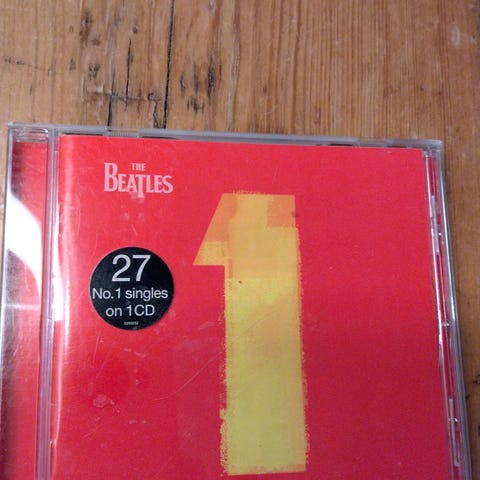 THE
BEATLES
1
27
No.1 singles
on 1CD